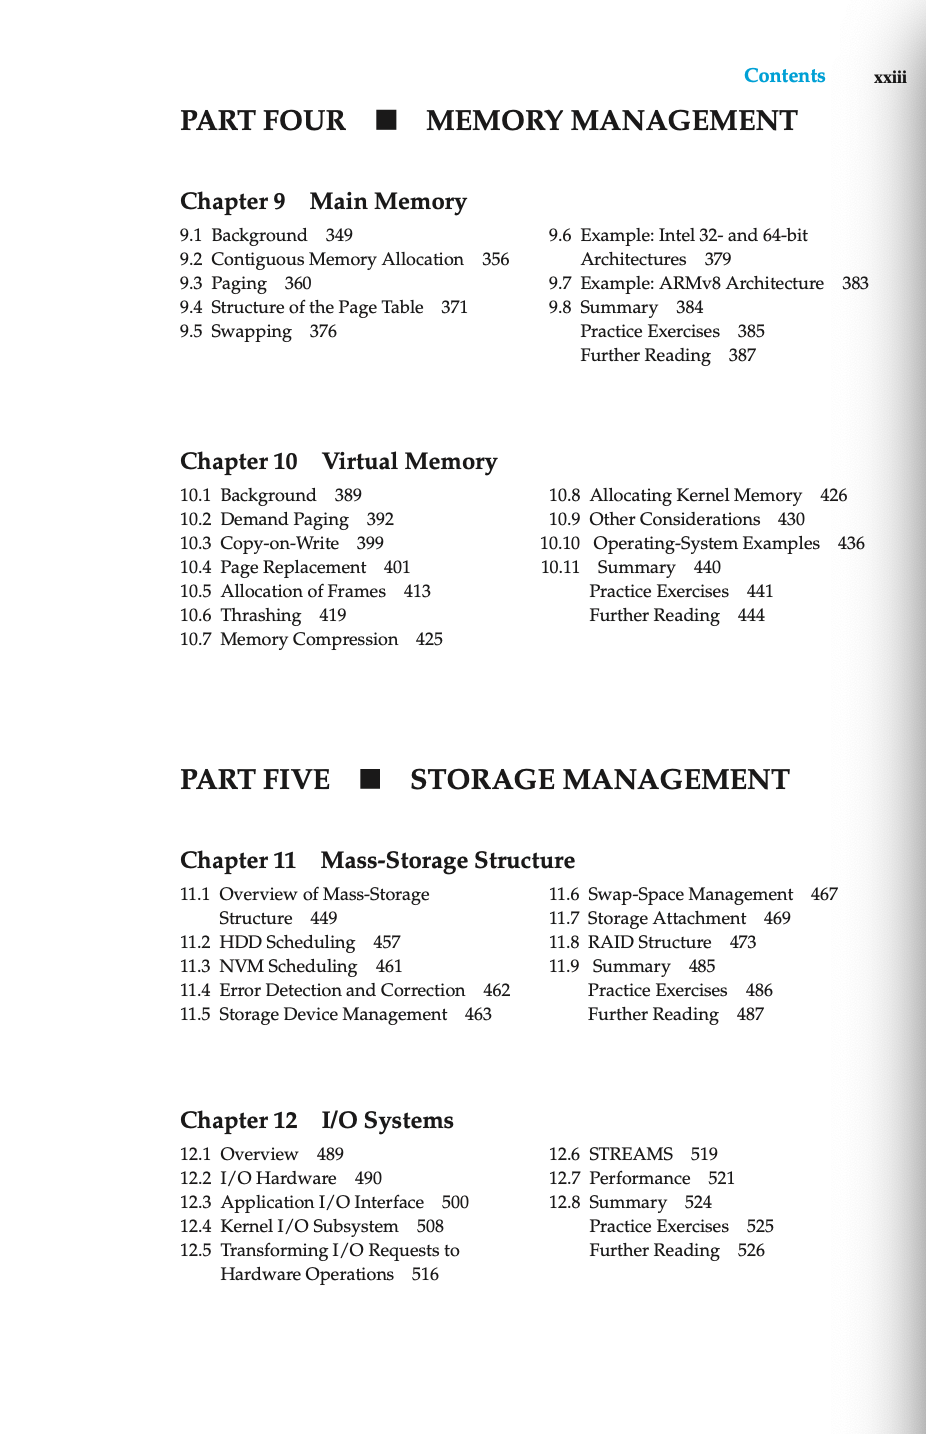 Contents xxiii
PART FOUR ■ MEMORY MANAGEMENT
Chapter 9 Main Memory
9.1 Background 349
9.2 Contiguous Memory Allocation 356
9.3 Paging 360
9.4 Structure of the Page Table 371
9.5 Swapping 376
9.6 Example: Intel 32- and 64-bit
Architectures 379
9.7 Example: ARMv8 Architecture 383
9.8 Summary 384
Practice Exercises 385
Further Reading 387
Chapter 10 Virtual Memory
10.1 Background 389
10.2 Demand Paging 392
10.3 Copy-on-Write 399
10.4 Page Replacement 401
10.5 Allocation of Frames 413
10.6 Thrashing 419
10.7 Memory Compression 425
10.8 Allocating Kernel Memory 426
10.9 Other Considerations 430
10.10 Operating-System Examples 436
10.11 Summary 440
Practice Exercises 441
Further Reading 444
PART FIVE ■ STORAGE MANAGEMENT
Chapter 11 Mass-Storage Structure
11.1 Overview of Mass-Storage
Structure 449
11.2 HDD Scheduling 457
11.3 NVM Scheduling 461
11.4 Error Detection and Correction 462
11.5 Storage Device Management 463
11.6 Swap-Space Management 467
11.7 Storage Attachment 469
11.8 RAID Structure 473
11.9 Summary 485
Practice Exercises 486
Further Reading 487
Chapter 12 I/O Systems
12.1 Overview 489
12.2 I/O Hardware 490
12.3 Application I/O Interface 500
12.4 Kernel I/O Subsystem 508
12.5 Transforming I/O Requests to
Hardware Operations 516
12.6 STREAMS 519
12.7 Performance 521
12.8 Summary 524
Practice Exercises 525
Further Reading 526